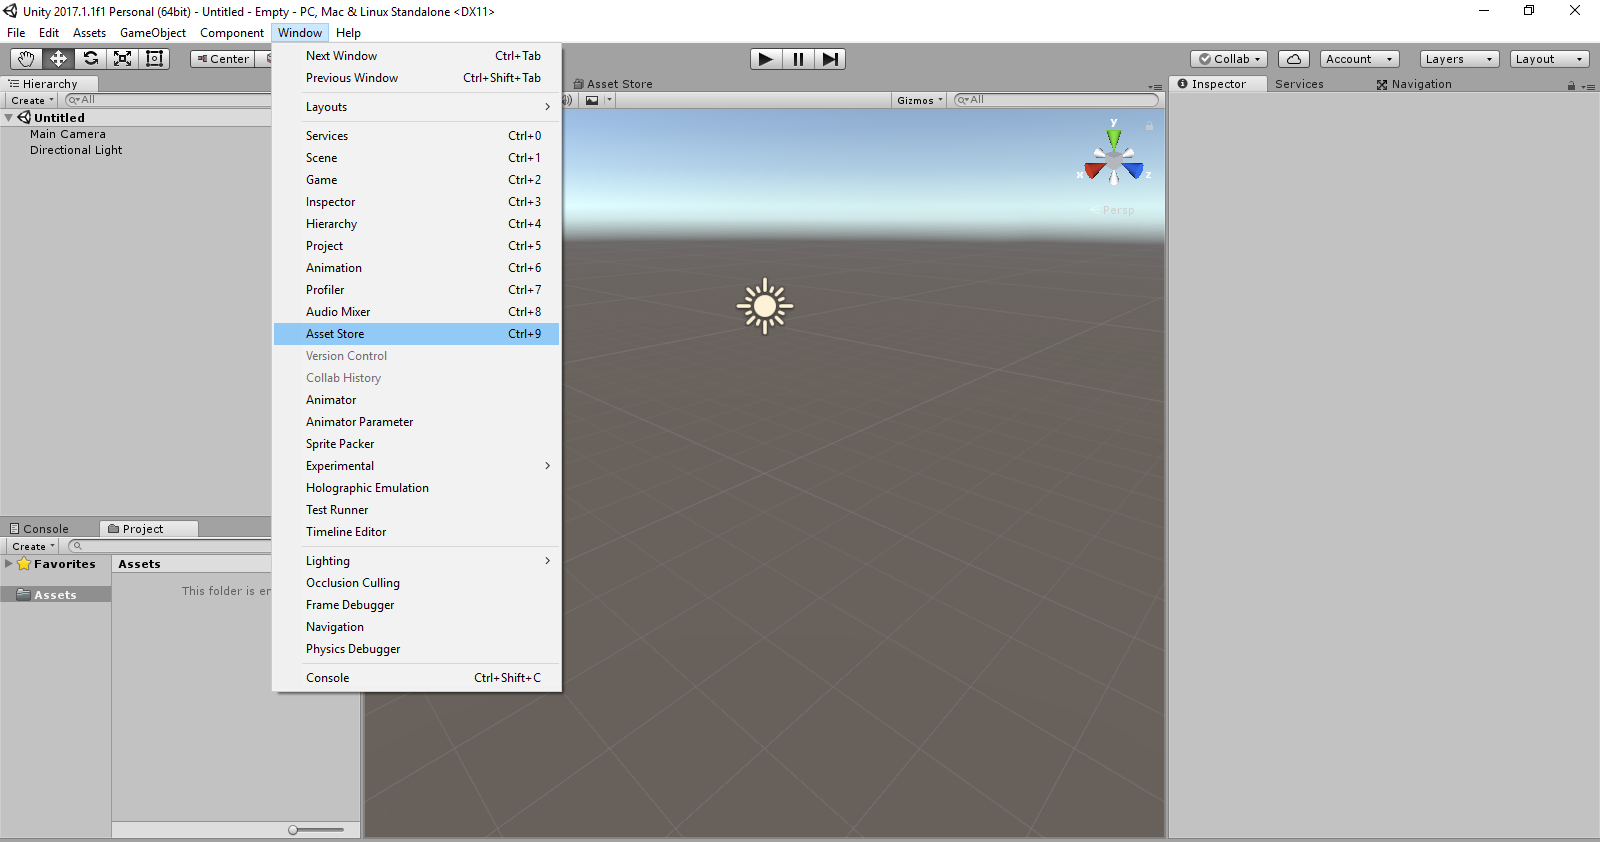 Unity 2017.1.1f1 Personal (64bit) - Untitled - Empty - PC, Mac & Linux Standalone <DX11>
File Edit Assets GameObject Component Window Help
Center
Collab Account Layers Layout
Hierarchy
Create All
Untitled
Main Camera
Directional Light
Next Window Ctrl+Tab
Previous Window Ctrl+Shift+Tab
Layouts
Services Ctrl+0
Scene Ctrl+1
Game Ctrl+2
Inspector Ctrl+3
Hierarchy Ctrl+4
Project Ctrl+5
Animation Ctrl+6
Profiler Ctrl+7
Audio Mixer Ctrl+8
Asset Store Ctrl+9
Version Control
Collab History
Animator
Animator Parameter
Sprite Packer
Experimental
Holographic Emulation
Test Runner
Timeline Editor
Lighting
Occlusion Culling
Frame Debugger
Navigation
Physics Debugger
Console Ctrl+Shift+C
Asset Store
Gizmos All
y
x z
Persp
Inspector Services Navigation
Console Project
Create
Favorites
Assets
Assets
This folder is er